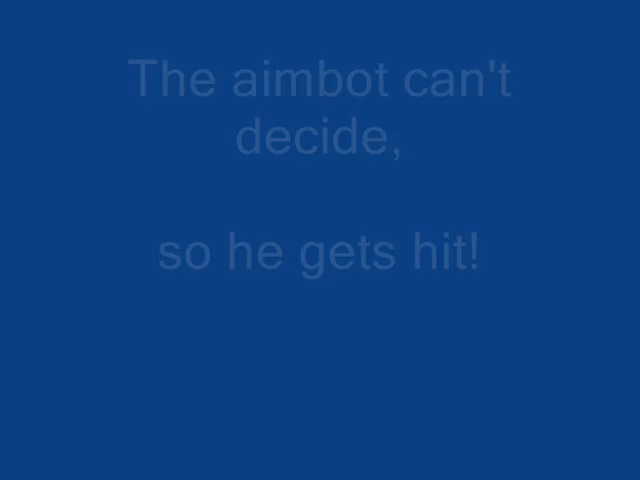 The aimbot can't
decide,
so he gets hit!